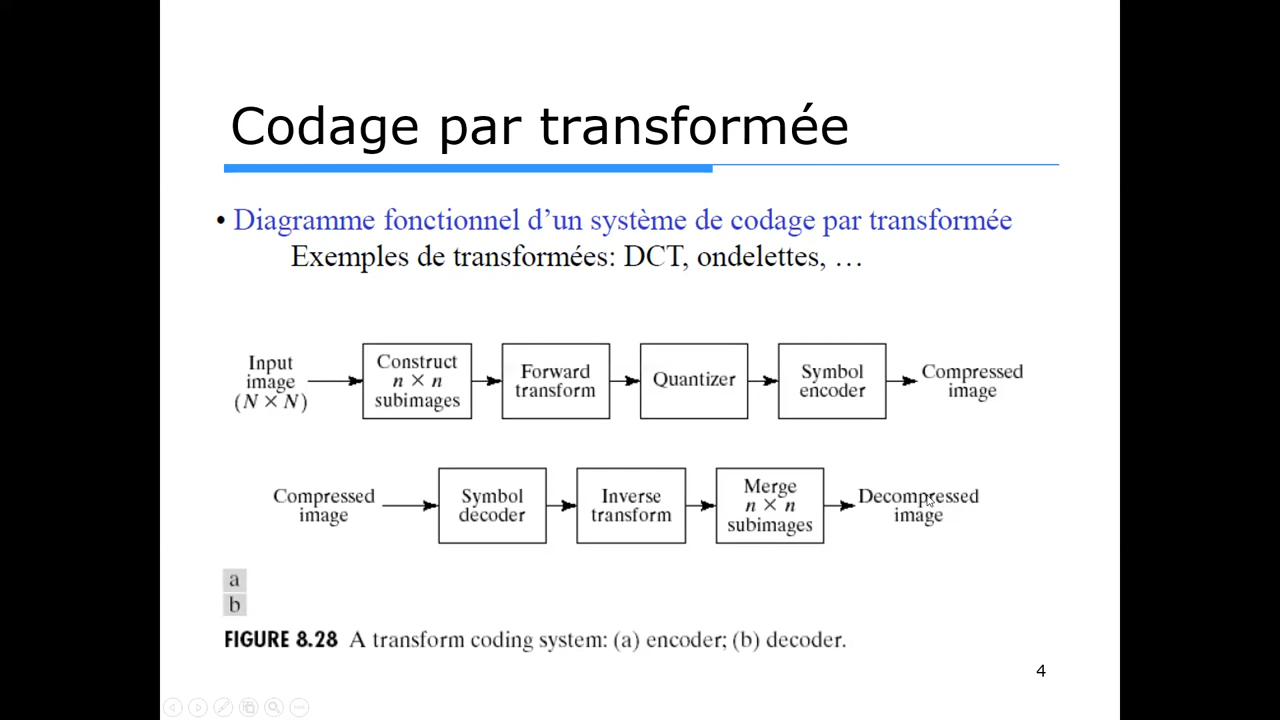 Codage par transformée
• Diagramme fonctionnel d’un système de codage par transformée
Exemples de transformées: DCT, ondelettes, …
Input
image
(N × N)
Construct
n × n
subimages
Forward
transform
Quantizer
Symbol
encoder
Compressed
image
Compressed
image
Symbol
decoder
Inverse
transform
Merge
n × n
subimages
Decompressed
image
a
b
FIGURE 8.28 A transform coding system: (a) encoder; (b) decoder.
4